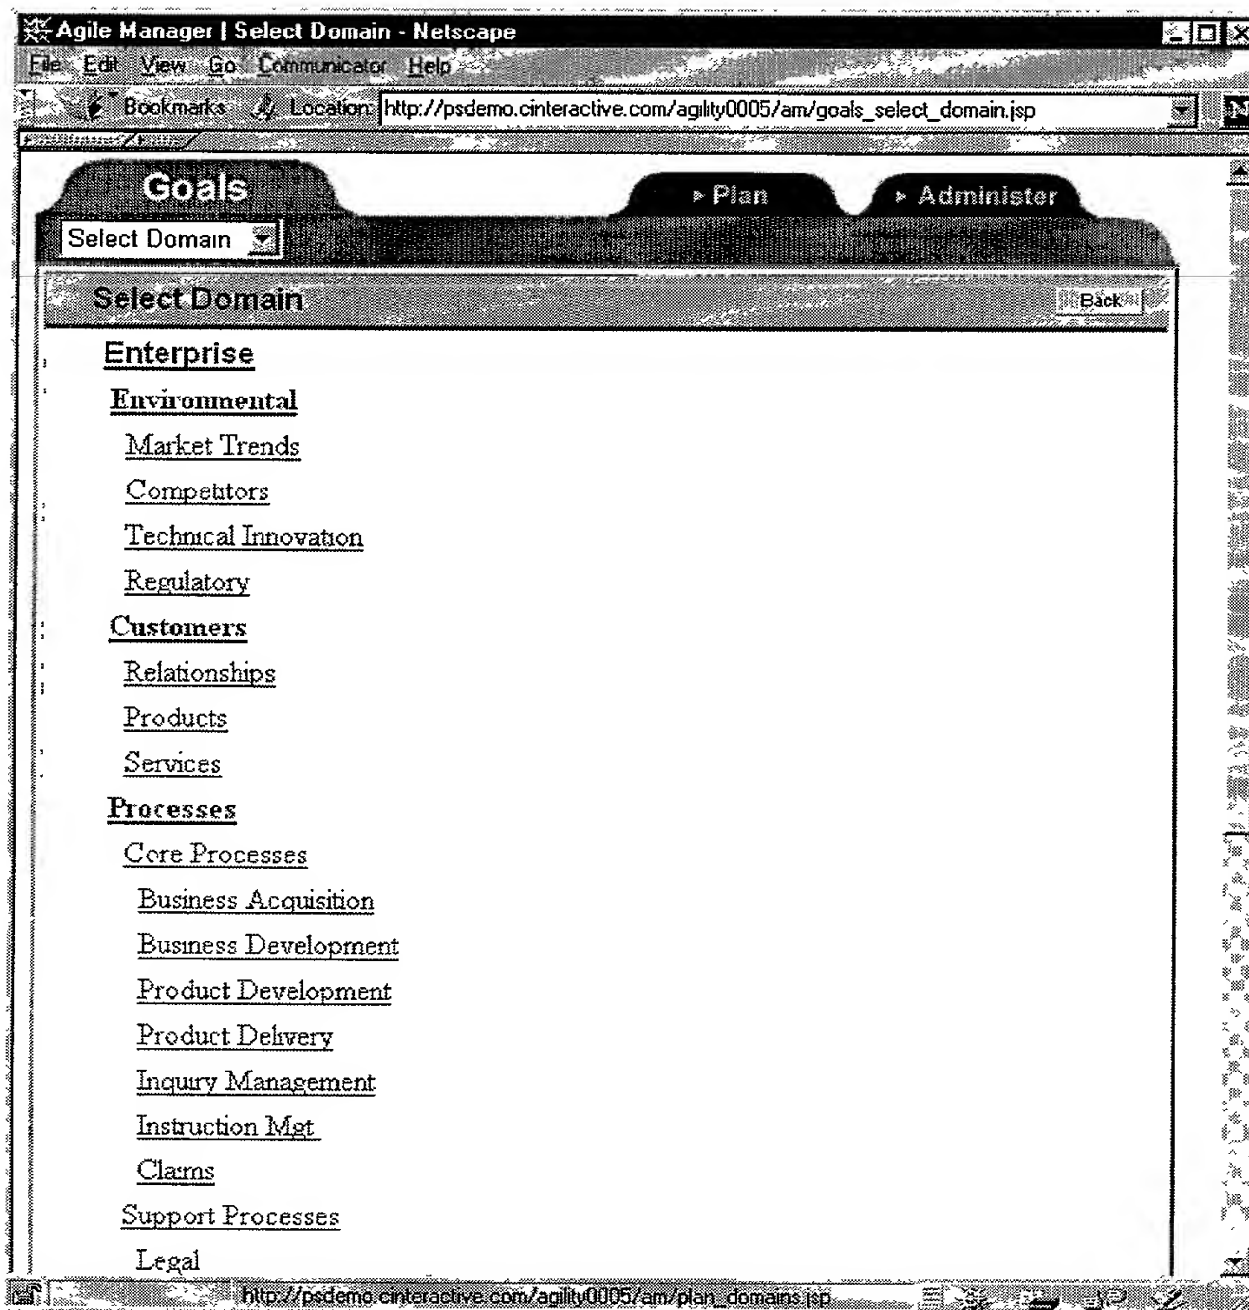 Agile Manager | Select Domain - Netscape
File Edit View Go Communicator Help
Bookmarks Location: http://psdemo.cinteractive.com/agility0005/am/goals_select_domain.jsp
Goals Plan Administer
Select Domain
Select Domain Back
Enterprise
Environmental
Market Trends
Competitors
Technical Innovation
Regulatory
Customers
Relationships
Products
Services
Processes
Core Processes
Business Acquisition
Business Development
Product Development
Product Delivery
Inquiry Management
Instruction Mgt
Claims
Support Processes
Legal
http://psdemo.cinteractive.com/agility0005/am/plan_domains.jsp